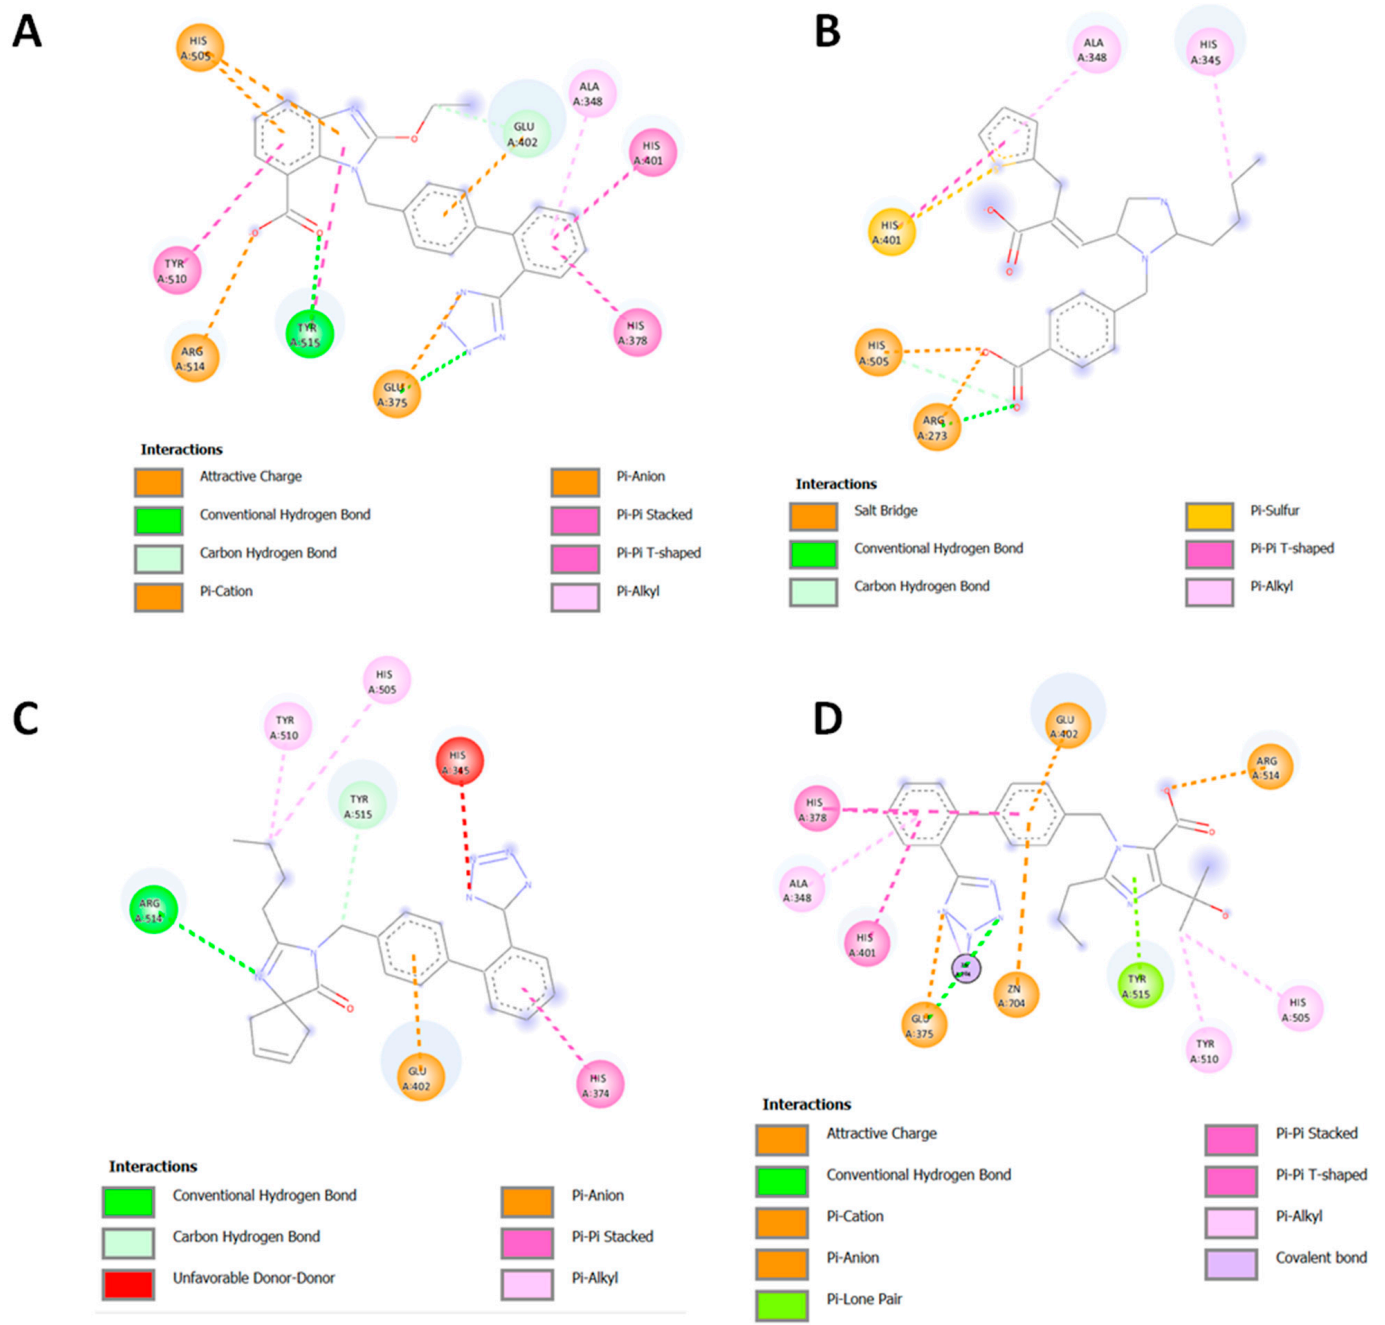 A
HIS
A:505
GLU
A:402
ALA
A:348
HIS
A:401
TYR
A:510
ARG
A:514
TYR
A:515
GLU
A:375
HIS
A:378
N
N
N
N
N
N
O
O
O
Interactions
Attractive Charge
Conventional Hydrogen Bond
Carbon Hydrogen Bond
Pi-Cation
Pi-Anion
Pi-Pi Stacked
Pi-Pi T-shaped
Pi-Alkyl
B
ALA
A:348
HIS
A:345
HIS
A:401
HIS
A:505
ARG
A:273
S
N
N
O
O
O
O
Interactions
Salt Bridge
Conventional Hydrogen Bond
Carbon Hydrogen Bond
Pi-Sulfur
Pi-Pi T-shaped
Pi-Alkyl
C
HIS
A:505
TYR
A:510
HIS
A:345
TYR
A:515
ARG
A:514
GLU
A:402
HIS
A:374
N
N
N
N
N
N
O
Interactions
Conventional Hydrogen Bond
Carbon Hydrogen Bond
Unfavorable Donor-Donor
Pi-Anion
Pi-Pi Stacked
Pi-Alkyl
D
GLU
A:402
ARG
A:514
HIS
A:378
ALA
A:348
HIS
A:401
GLU
A:375
ZN
A:704
TYR
A:515
HIS
A:505
TYR
A:510
N
N
N
N
N
N
O
O
O
Interactions
Attractive Charge
Conventional Hydrogen Bond
Pi-Cation
Pi-Anion
Pi-Lone Pair
Pi-Pi Stacked
Pi-Pi T-shaped
Pi-Alkyl
Covalent bond